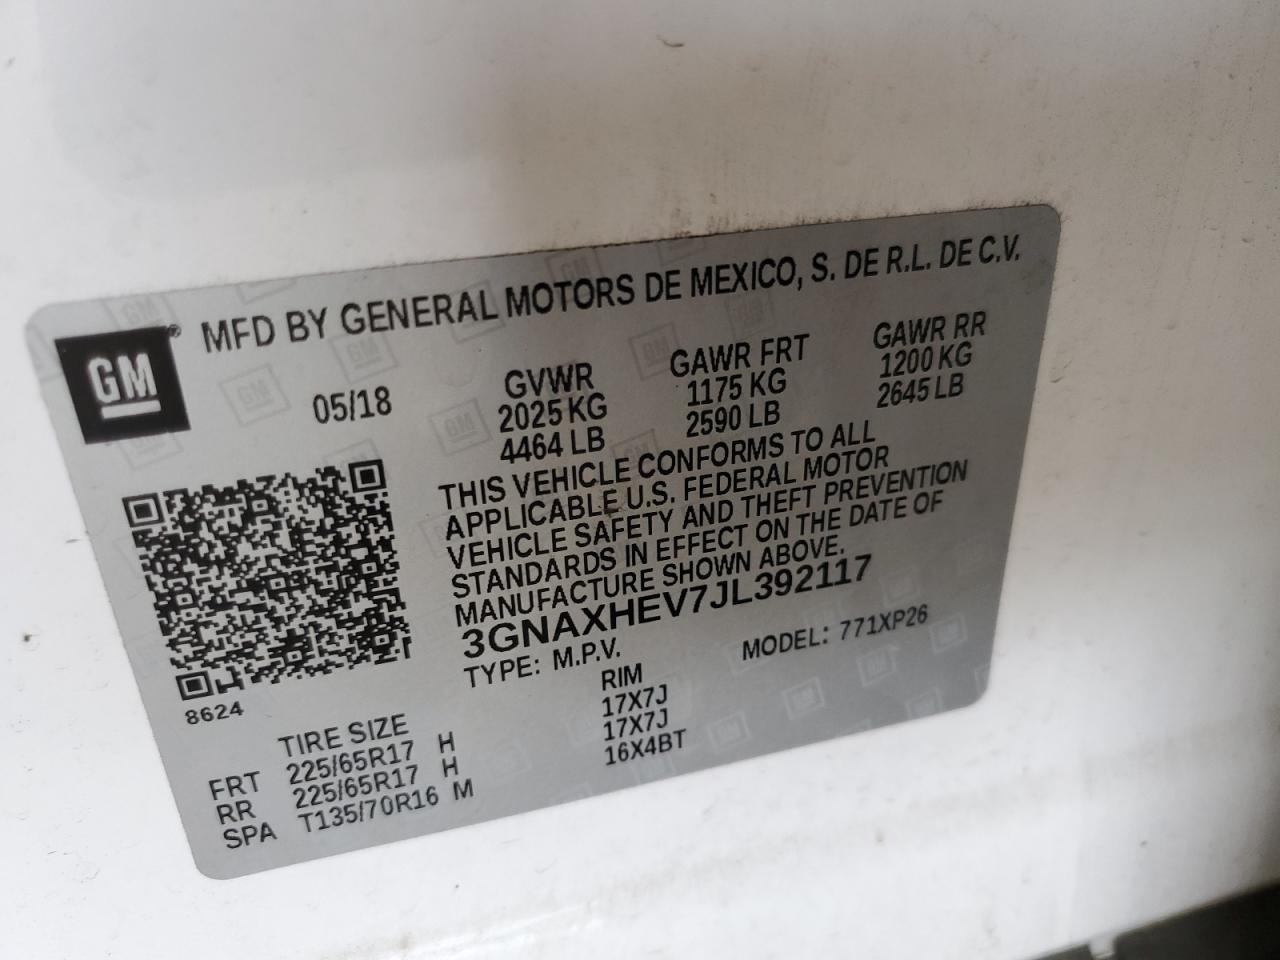 GM
®
MFD BY GENERAL MOTORS DE MEXICO, S. DE R.L. DE C.V.
05/18
GVWR
2025 KG
4464 LB
GAWR FRT
1175 KG
2590 LB
GAWR RR
1200 KG
2645 LB
THIS VEHICLE CONFORMS TO ALL
APPLICABLE U.S. FEDERAL MOTOR
VEHICLE SAFETY AND THEFT PREVENTION
STANDARDS IN EFFECT ON THE DATE OF
MANUFACTURE SHOWN ABOVE.
3GNAXHEV7JL392117
TYPE: M.P.V. MODEL: 771XP26
8624
TIRE SIZE RIM
FRT 225/65R17 H 17X7J
RR 225/65R17 H 17X7J
SPA T135/70R16 M 16X4BT